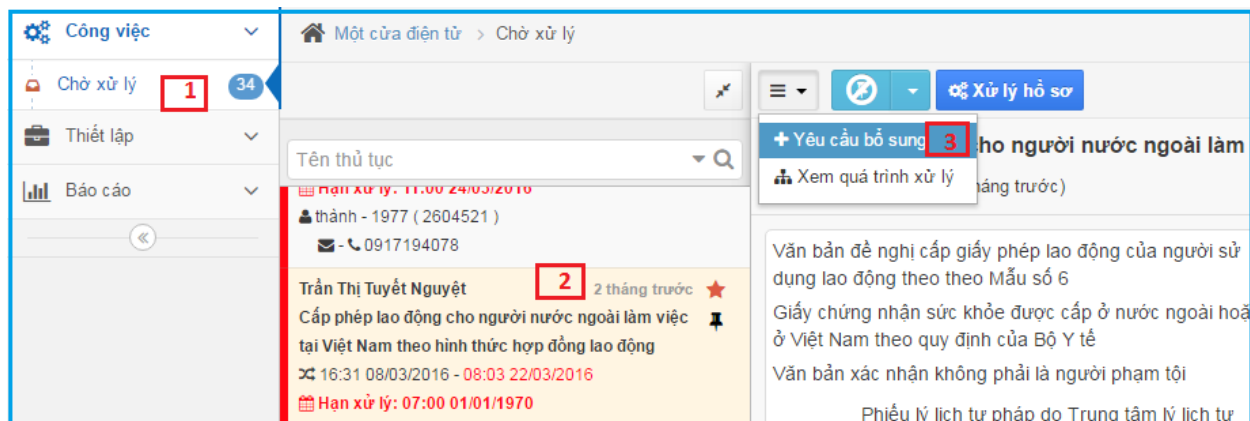 Công việc
Chờ xử lý
1
34
Thiết lập
Báo cáo
Một cửa điện tử > Chờ xử lý
Tên thủ tục
Hạn xử lý: 11:00 24/05/2016
thành - 1977 ( 2604521 )
- 0917194078
Trần Thị Tuyết Nguyệt
2
2 tháng trước
Cấp phép lao động cho người nước ngoài làm việc
tại Việt Nam theo hình thức hợp đồng lao động
16:31 08/03/2016 - 08:03 22/03/2016
Hạn xử lý: 07:00 01/01/1970
Xử lý hồ sơ
Yêu cầu bổ sung
3
ho người nước ngoài làm
Xem quá trình xử lý
áng trước)
Văn bản đề nghị cấp giấy phép lao động của người sử
dụng lao động theo theo Mẫu số 6
Giấy chứng nhận sức khỏe được cấp ở nước ngoài hoặ
ở Việt Nam theo quy định của Bộ Y tế
Văn bản xác nhận không phải là người phạm tội
Phiếu lý lịch tư pháp do Trung tâm lý lịch tư